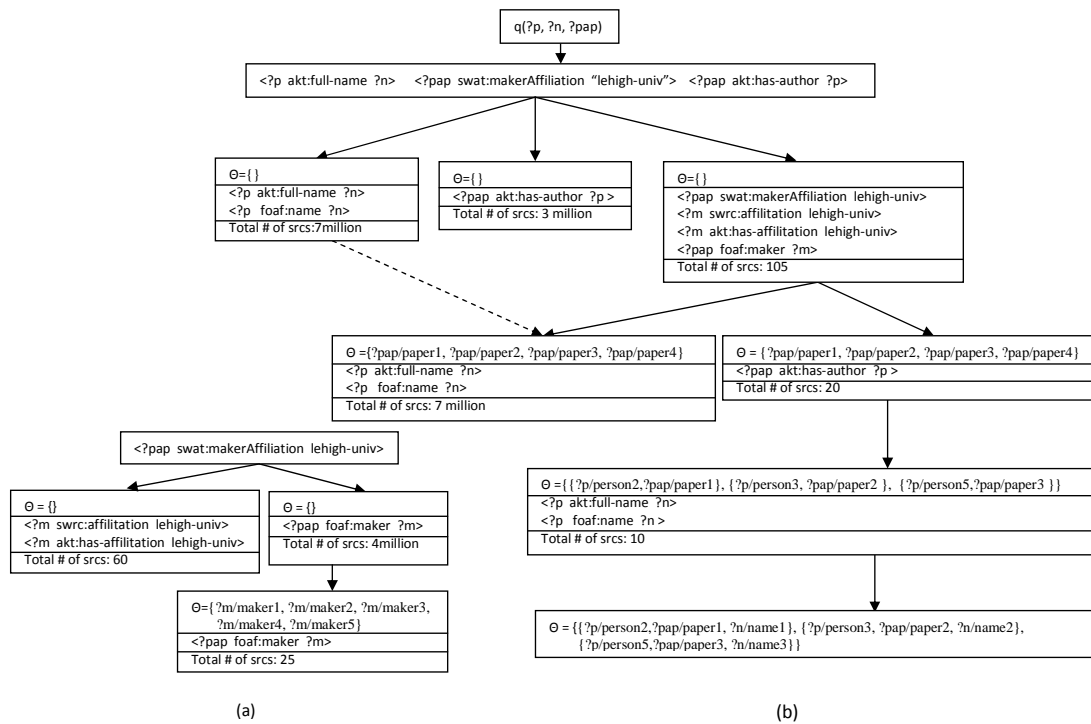 q(?p, ?n, ?pap)
<?p akt:full-name ?n> <?pap swat:makerAffiliation “lehigh-univ”> <?pap akt:has-author ?p>
Θ={}
<?p akt:full-name ?n>
<?p foaf:name ?n>
Total # of srcs:7million
Θ={}
<?pap akt:has-author ?p >
Total # of srcs: 3 million
Θ={}
<?pap swat:makerAffiliation lehigh-univ>
<?m swrc:affilitation lehigh-univ>
<?m akt:has-affilitation lehigh-univ>
<?pap foaf:maker ?m>
Total # of srcs: 105
Θ ={?pap/paper1, ?pap/paper2, ?pap/paper3, ?pap/paper4}
<?p akt:full-name ?n>
<?p foaf:name ?n>
Total # of srcs: 7 million
Θ = {?pap/paper1, ?pap/paper2, ?pap/paper3, ?pap/paper4}
<?pap akt:has-author ?p >
Total # of srcs: 20
<?pap swat:makerAffiliation lehigh-univ>
Θ = {}
<?m swrc:affilitation lehigh-univ>
<?m akt:has-affilitation lehigh-univ>
Total # of srcs: 60
Θ = {}
<?pap foaf:maker ?m>
Total # of srcs: 4million
Θ={?m/maker1, ?m/maker2, ?m/maker3,
?m/maker4, ?m/maker5}
<?pap foaf:maker ?m>
Total # of srcs: 25
Θ ={{?p/person2,?pap/paper1}, {?p/person3, ?pap/paper2 }, {?p/person5,?pap/paper3 }}
<?p akt:full-name ?n>
<?p foaf:name ?n >
Total # of srcs: 10
Θ = {{?p/person2,?pap/paper1, ?n/name1}, {?p/person3, ?pap/paper2, ?n/name2},
{?p/person5,?pap/paper3, ?n/name3}}
(a)
(b)